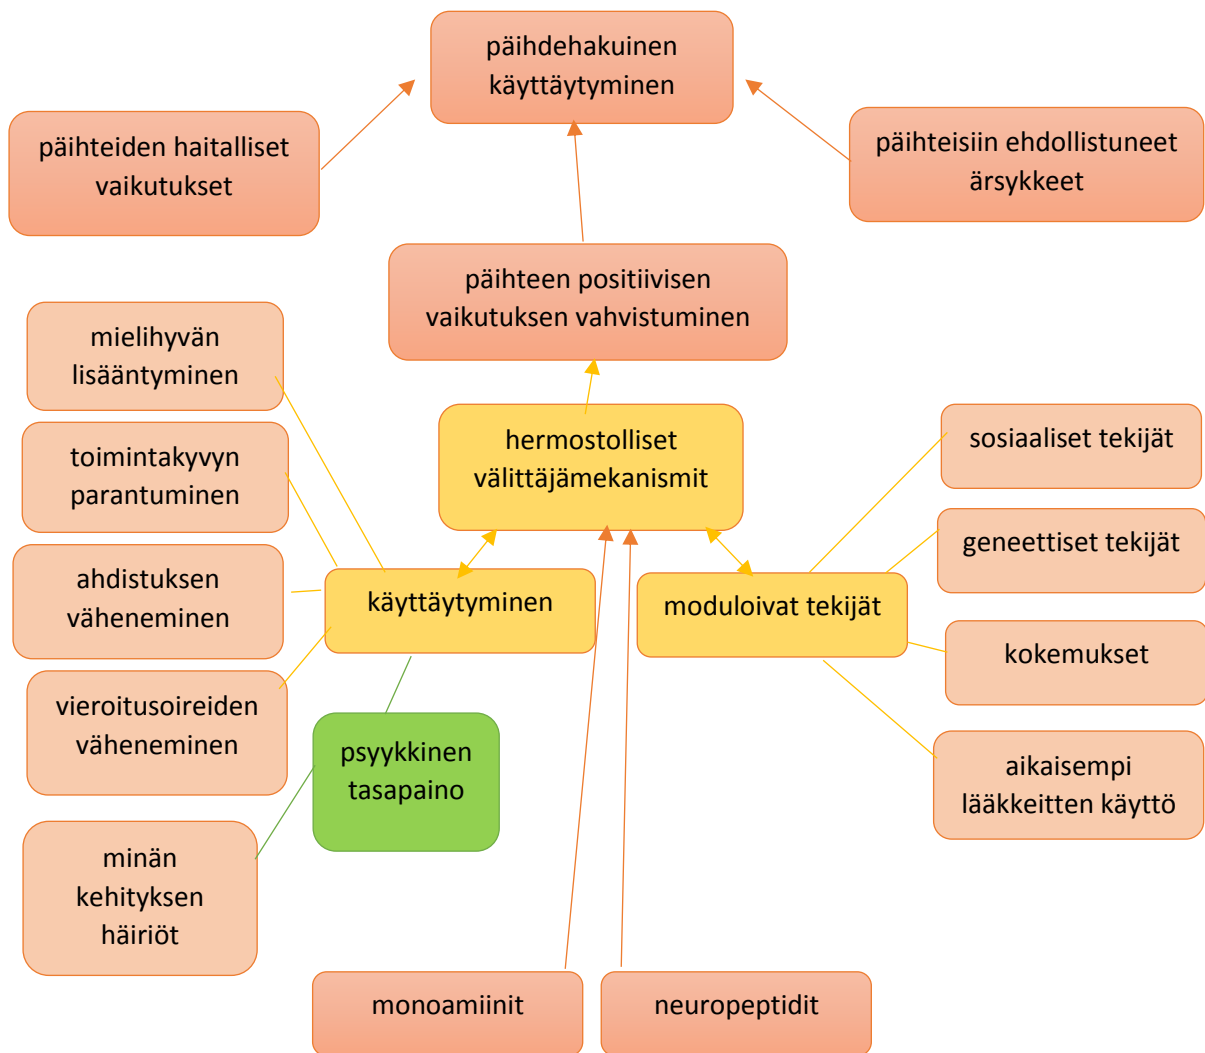 päihdehakuinen
käyttäytyminen
päihteiden haitalliset
vaikutukset
päihteisiin ehdollistuneet
ärsykkeet
päihteen positiivisen
vaikutuksen vahvistuminen
mielihyvän
lisääntyminen
hermostolliset
välittäjämekanismit
sosiaaliset tekijät
toimintakyvyn
parantuminen
geneettiset tekijät
ahdistuksen
väheneminen
käyttäytyminen
moduloivat tekijät
kokemukset
vieroitusoireiden
väheneminen
psyykkinen
tasapaino
aikaisempi
lääkkeitten käyttö
minän
kehityksen
häiriöt
monoamiinit
neuropeptidit